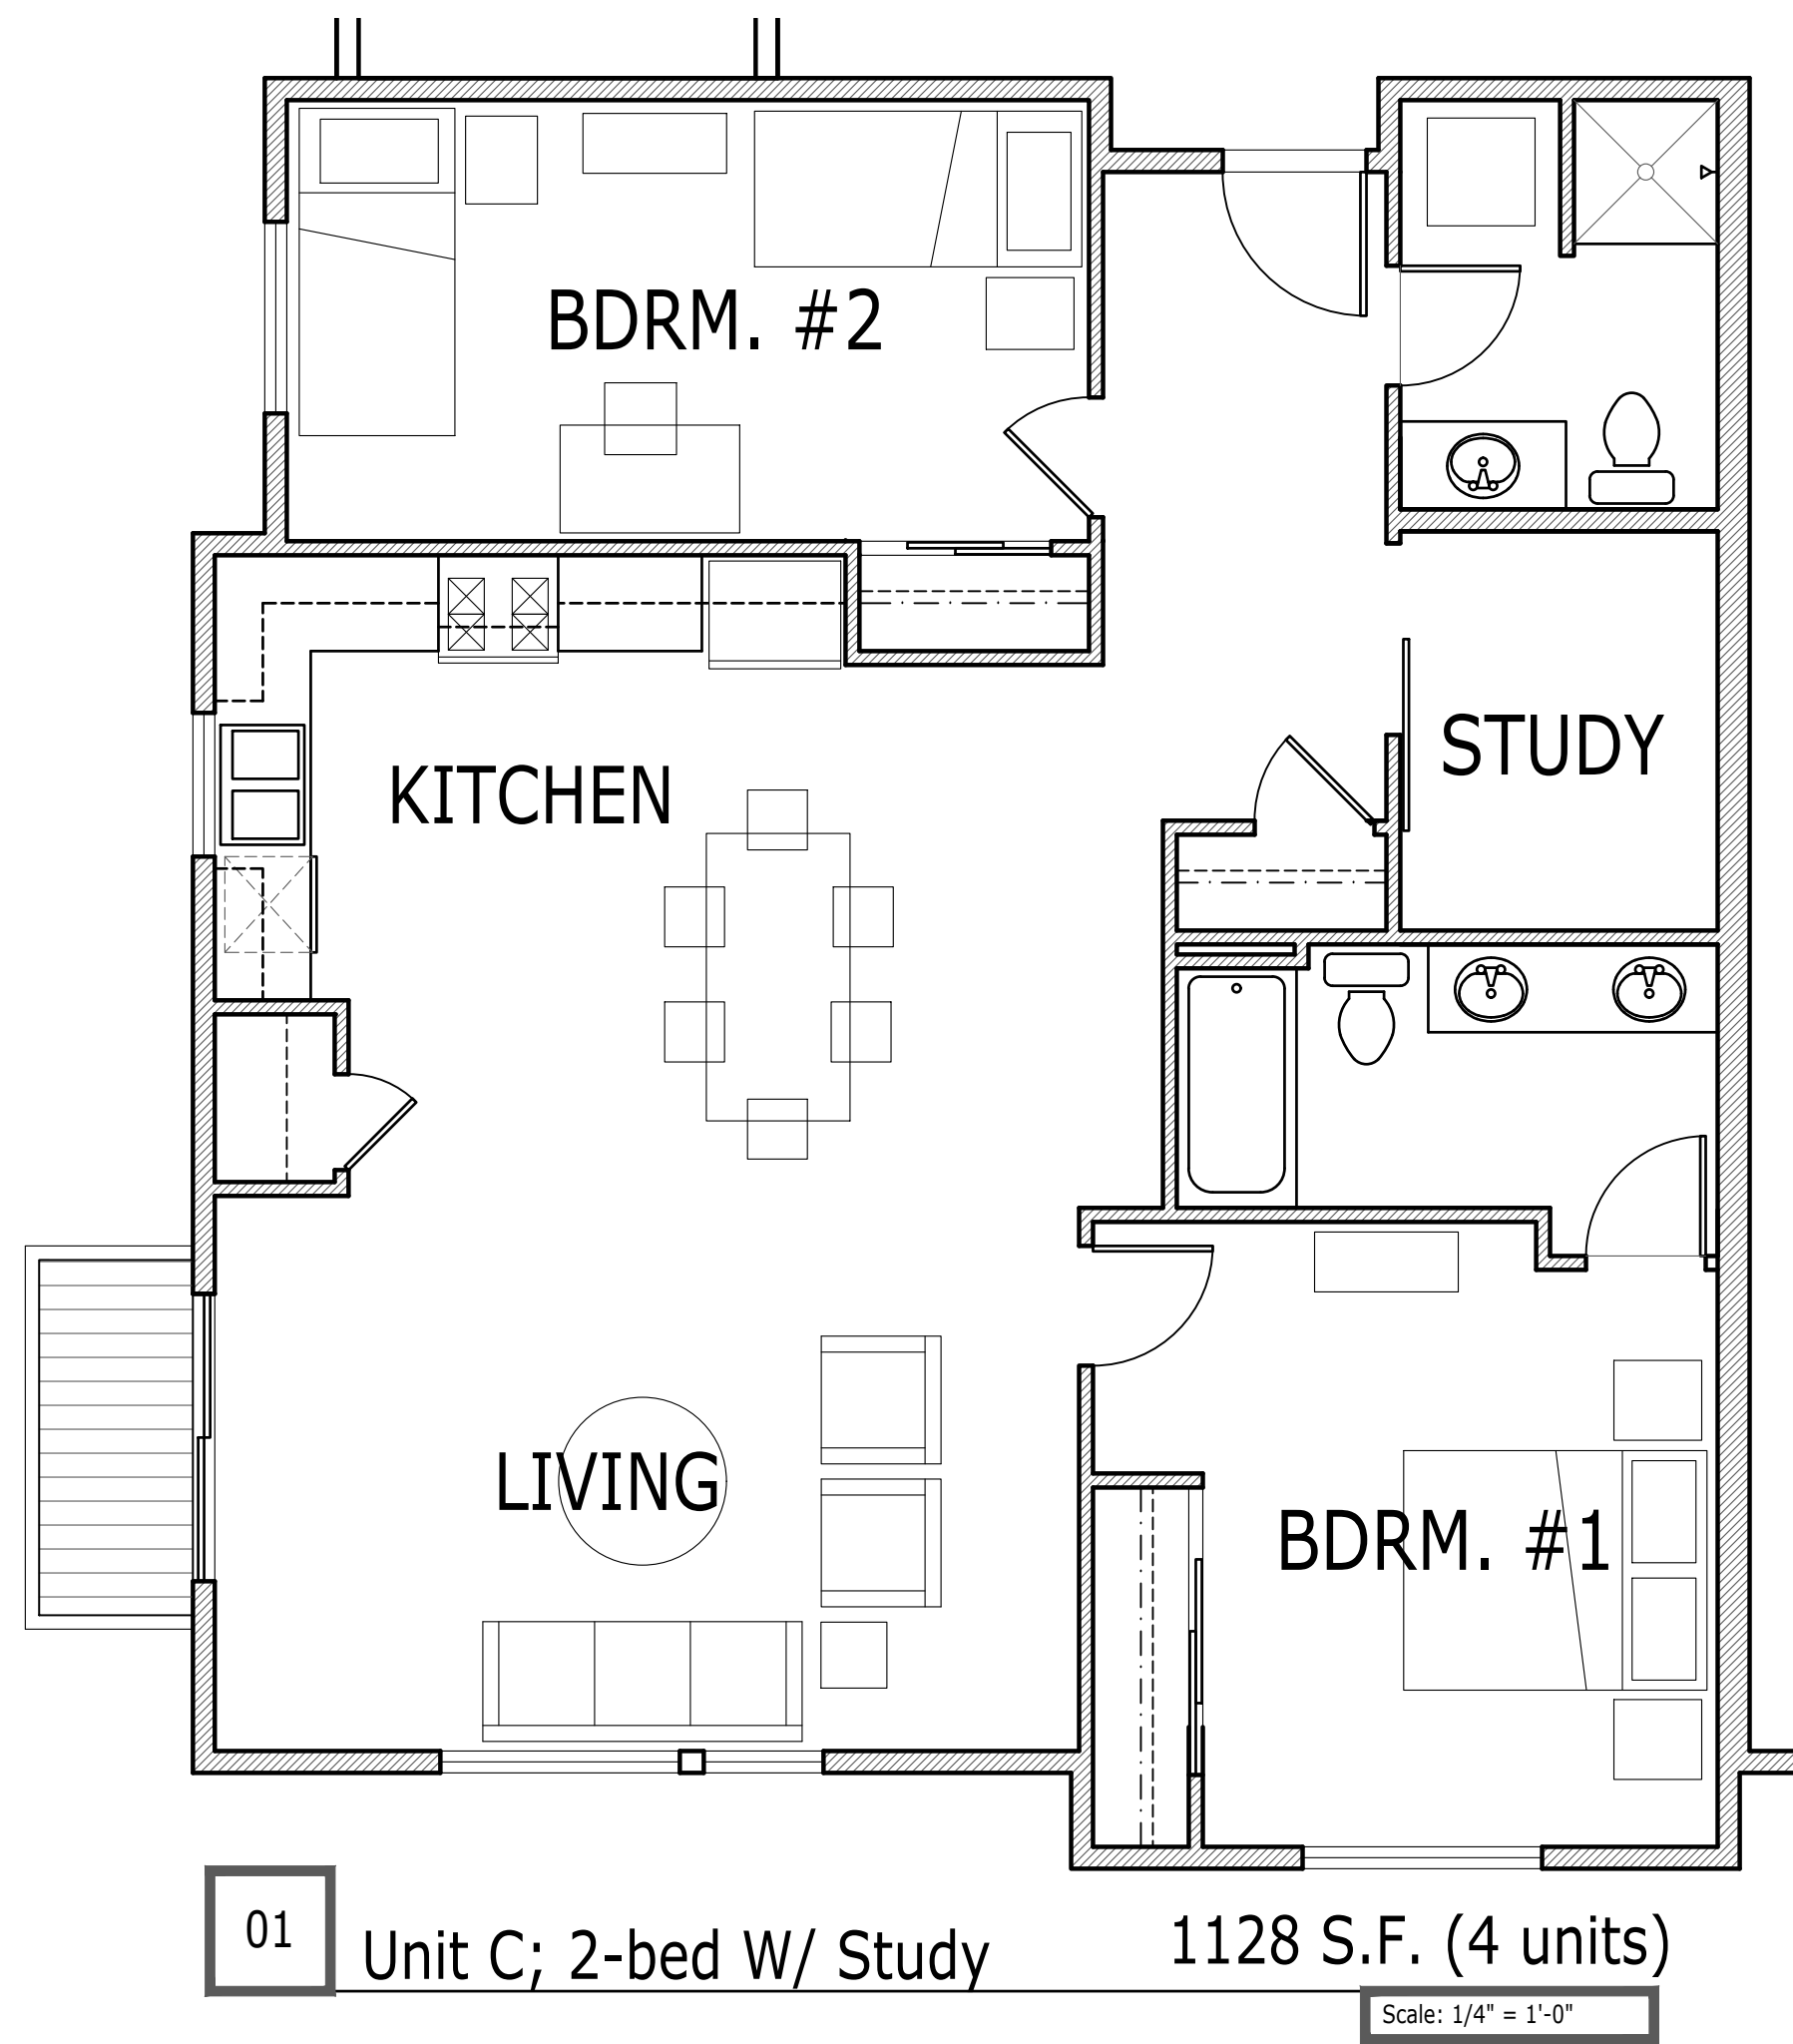 BDRM. #2
STUDY
KITCHEN
LIVING
BDRM. #1
01
Unit C; 2-bed W/ Study
1128 S.F. (4 units)
Scale: 1/4" = 1'-0"